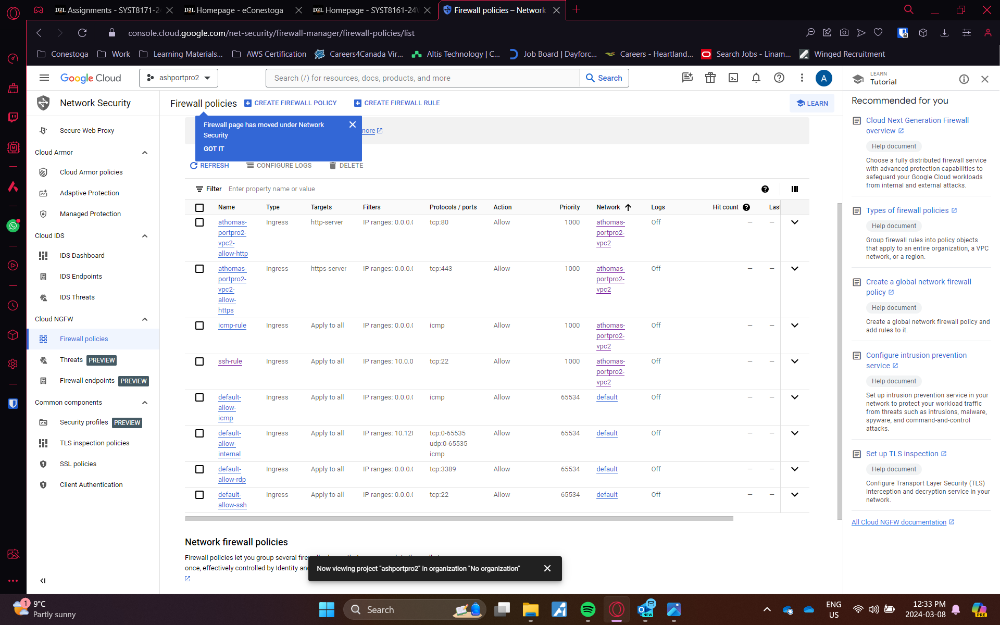 Assignments - SYST8171-24
Homepage - eConestoga
Homepage - SYST8161-24
Firewall policies – Network
console.cloud.google.com/net-security/firewall-manager/firewall-policies/list
Conestoga
Work
Learning Materials...
AWS Certification
Careers4Canada Vir...
Altis Technology | C...
Job Board | Dayforc...
Careers - Heartland...
Search Jobs - Linam...
Winged Recruitment
Google Cloud
ashportpro2
Search (/) for resources, docs, products, and more
Search
A
LEARN
Tutorial
Network Security
Secure Web Proxy
Cloud Armor
Cloud Armor policies
Adaptive Protection
Managed Protection
Cloud IDS
IDS Dashboard
IDS Endpoints
IDS Threats
Cloud NGFW
Firewall policies
Threats PREVIEW
Firewall endpoints PREVIEW
Common components
Security profiles PREVIEW
TLS inspection policies
SSL policies
Client Authentication
Firewall policies
CREATE FIREWALL POLICY
CREATE FIREWALL RULE
LEARN
Firewall page has moved under Network
Security
GOT IT
more
REFRESH
CONFIGURE LOGS
DELETE
Filter Enter property name or value
Name Type Targets Filters Protocols / ports Action Priority Network Logs Hit count Last
athomas- Ingress http-server IP ranges: 0.0.0.0 tcp:80 Allow 1000 athomas- Off — —
portpro2- portpro2-
vpc2- vpc2
allow-http
athomas- Ingress https-server IP ranges: 0.0.0.0 tcp:443 Allow 1000 athomas- Off — —
portpro2- portpro2-
vpc2- vpc2
allow-
https
icmp-rule Ingress Apply to all IP ranges: 0.0.0.0 icmp Allow 1000 athomas- Off — —
portpro2-
vpc2
ssh-rule Ingress Apply to all IP ranges: 10.0.0 tcp:22 Allow 1000 athomas- Off — —
portpro2-
vpc2
default- Ingress Apply to all IP ranges: 0.0.0.0 icmp Allow 65534 default Off — —
allow-
icmp
default- Ingress Apply to all IP ranges: 10.128 tcp:0-65535 Allow 65534 default Off — —
allow- udp:0-65535
internal icmp
default- Ingress Apply to all IP ranges: 0.0.0.0 tcp:3389 Allow 65534 default Off — —
allow-rdp
default- Ingress Apply to all IP ranges: 0.0.0.0 tcp:22 Allow 65534 default Off — —
allow-ssh
Network firewall policies
Firewall policies let you group several
once, effectively controlled by Identity
Now viewing project "ashportpro2" in organization "No organization"
Recommended for you
Cloud Next Generation Firewall
overview
Help document
Choose a fully distributed firewall service
with advanced protection capabilities to
safeguard your Google Cloud workloads
from internal and external attacks.
Types of firewall policies
Help document
Group firewall rules into policy objects
that apply to an entire organization, a VPC
network, or a region.
Create a global network firewall
policy
Help document
Create a global network firewall policy and
add rules to it.
Configure intrusion prevention
service
Help document
Set up intrusion prevention service in your
network to protect your workload traffic
from threats such as intrusions, malware,
spyware, and command-and-control
attacks.
Set up TLS inspection
Help document
Configure Transport Layer Security (TLS)
interception and decryption service in your
network.
All Cloud NGFW documentation
1
9°C
Partly sunny
Search
NEW
ENG
US
12:33 PM
2024-03-08
PRE